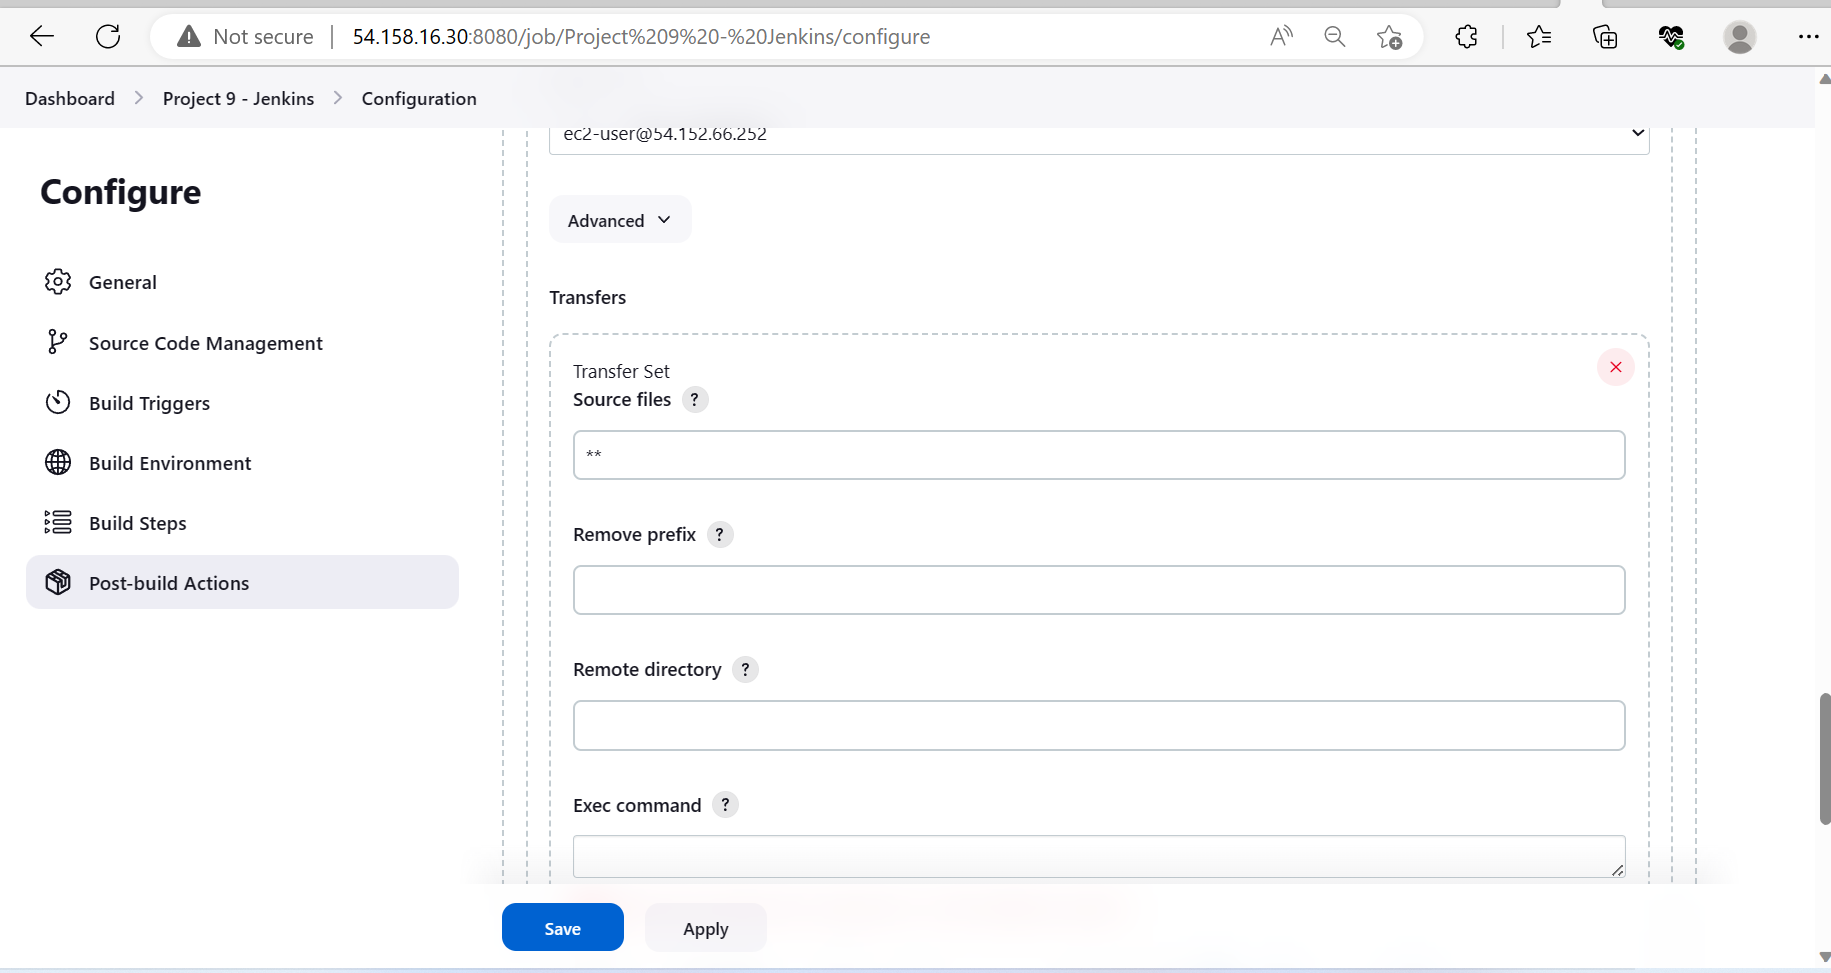 Not secure 54.158.16.30:8080/job/Project%209%20-%20Jenkins/configure
Dashboard Project 9 - Jenkins Configuration
ec2-user@54.152.66.252
Configure
Advanced
General
Transfers
Source Code Management
Transfer Set
Source files ?
Build Triggers
**
Build Environment
Build Steps
Remove prefix ?
Post-build Actions
Remote directory ?
Exec command ?
Save Apply